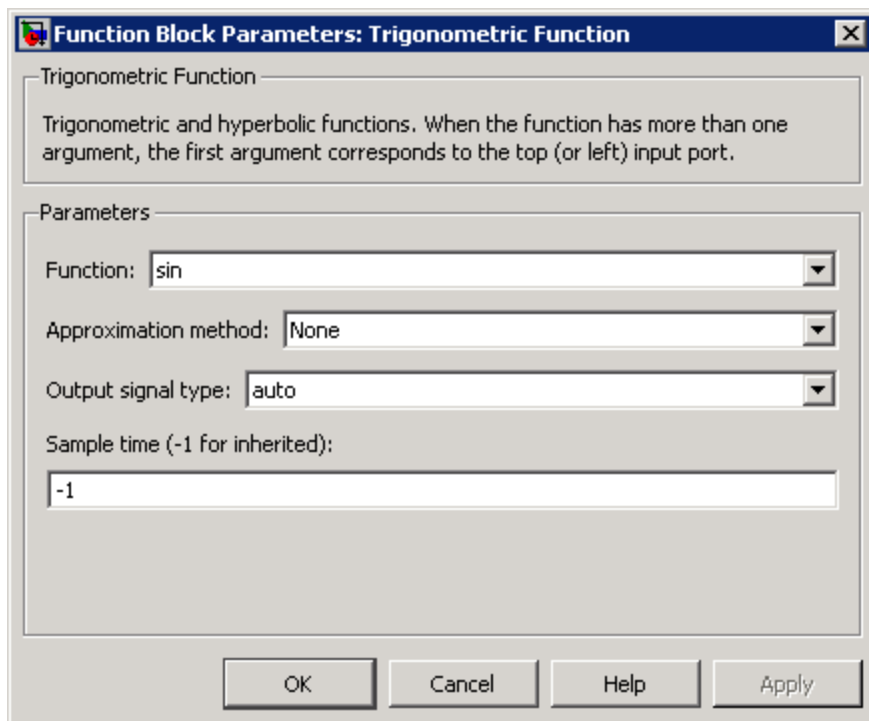 Function Block Parameters: Trigonometric Function
Trigonometric Function
Trigonometric and hyperbolic functions. When the function has more than one
argument, the first argument corresponds to the top (or left) input port.
Parameters
Function: sin
Approximation method: None
Output signal type: auto
Sample time (-1 for inherited):
-1
OK Cancel Help Apply